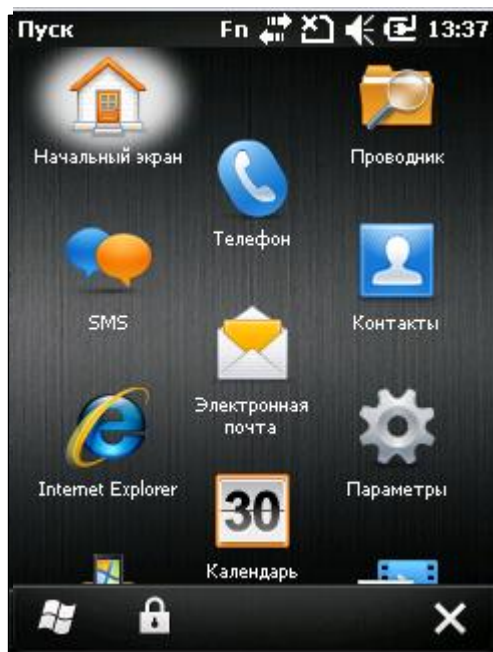 Пуск Fn 13:37
Начальный экран
Проводник
Телефон
SMS
Контакты
Электронная
почта
Internet Explorer
Параметры
30
Календарь